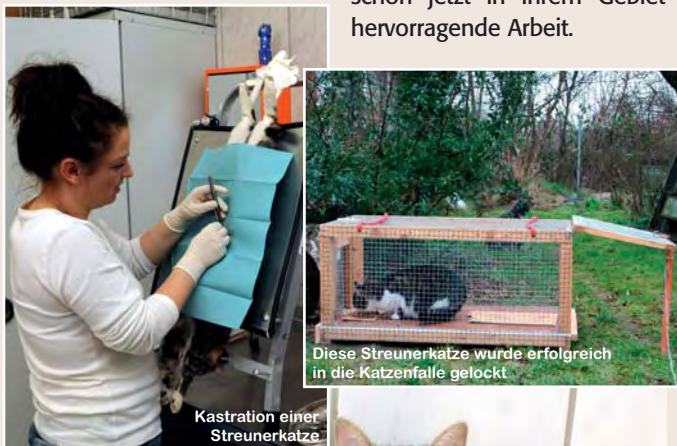 schon jetzt in ihrem Gebiet
hervorragende Arbeit.
Diese Streunerkatze wurde erfolgreich
in die Katzenfalle gelockt
Kastration einer
Streunerkatze